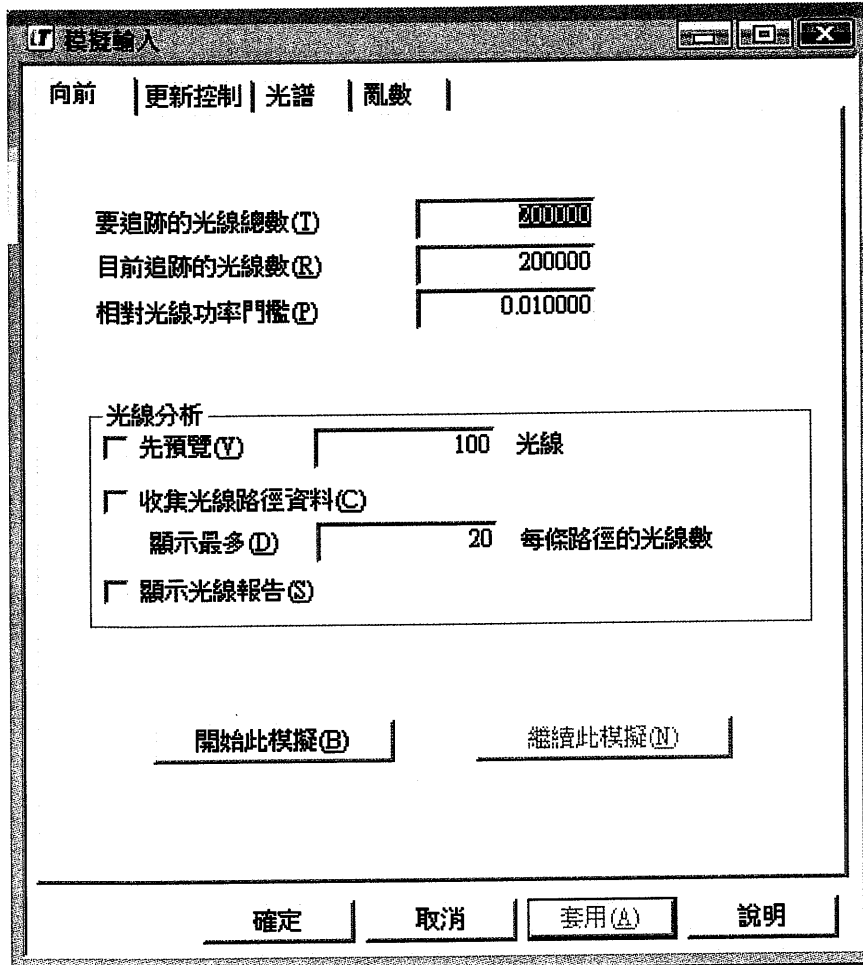 LT 模擬輸入
向前 更新控制 光譜 亂數
要追跡的光線總數(T) 200000
目前追跡的光線數(R) 200000
相對光線功率門檻(P) 0.010000
光線分析
先預覽(V) 100 光線
收集光線路徑資料(C)
顯示最多(D) 20 每條路徑的光線數
顯示光線報告(S)
開始此模擬(B) 繼續此模擬(N)
確定 取消 套用(A) 說明